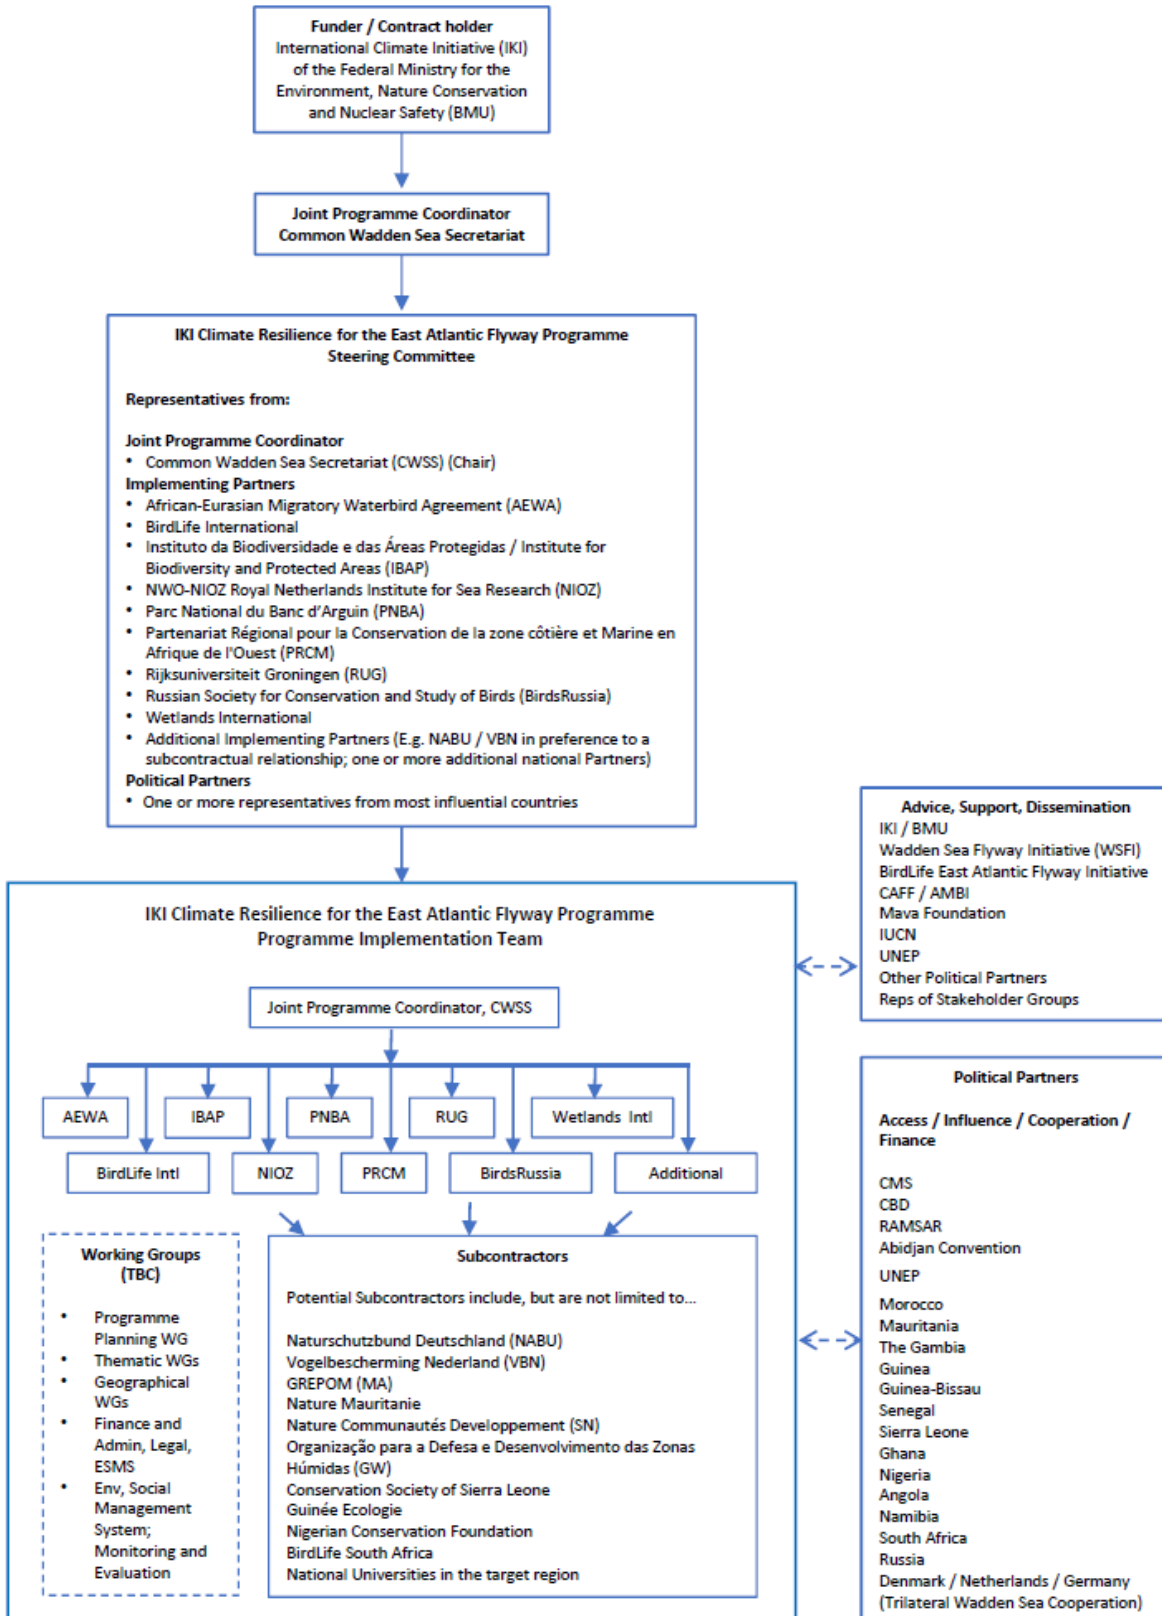 Funder / Contract holder
International Climate Initiative (IKI)
of the Federal Ministry for the
Environment, Nature Conservation
and Nuclear Safety (BMU)
Joint Programme Coordinator
Common Wadden Sea Secretariat
IKI Climate Resilience for the East Atlantic Flyway Programme
Steering Committee
Representatives from:
Joint Programme Coordinator
• Common Wadden Sea Secretariat (CWSS) (Chair)
Implementing Partners
• African-Eurasian Migratory Waterbird Agreement (AEWA)
• BirdLife International
• Instituto da Biodiversidade e das Áreas Protegidas / Institute for
Biodiversity and Protected Areas (IBAP)
• NWO-NIOZ Royal Netherlands Institute for Sea Research (NIOZ)
• Parc National du Banc d'Arguin (PNBA)
• Partenariat Régional pour la Conservation de la zone côtière et Marine en
Afrique de l'Ouest (PRCM)
• Rijksuniversiteit Groningen (RUG)
• Russian Society for Conservation and Study of Birds (BirdsRussia)
• Wetlands International
• Additional Implementing Partners (E.g. NABU / VBN in preference to a
subcontractual relationship; one or more additional national Partners)
Political Partners
• One or more representatives from most influential countries
Advice, Support, Dissemination
IKI / BMU
Wadden Sea Flyway Initiative (WSFI)
BirdLife East Atlantic Flyway Initiative
CAFF / AMBI
Mava Foundation
IUCN
UNEP
Other Political Partners
Reps of Stakeholder Groups
IKI Climate Resilience for the East Atlantic Flyway Programme
Programme Implementation Team
Joint Programme Coordinator, CWSS
AEWA
IBAP
PNBA
RUG
Wetlands Intl
BirdLife Intl
NIOZ
PRCM
BirdsRussia
Additional
Working Groups
(TBC)
• Programme
Planning WG
• Thematic WGs
• Geographical
WGs
• Finance and
Admin, Legal,
ESMS
• Env, Social
Management
System;
Monitoring and
Evaluation
Subcontractors
Potential Subcontractors include, but are not limited to...
Naturschutzbund Deutschland (NABU)
Vogelbescherming Nederland (VBN)
GREPOM (MA)
Nature Mauritanie
Nature Communautés Developpement (SN)
Organização para a Defesa e Desenvolvimento das Zonas
Húmidas (GW)
Conservation Society of Sierra Leone
Guinée Ecologie
Nigerian Conservation Foundation
BirdLife South Africa
National Universities in the target region
Political Partners
Access / Influence / Cooperation /
Finance
CMS
CBD
RAMSAR
Abidjan Convention
UNEP
Morocco
Mauritania
The Gambia
Guinea
Guinea-Bissau
Senegal
Sierra Leone
Ghana
Nigeria
Angola
Namibia
South Africa
Russia
Denmark / Netherlands / Germany
(Trilateral Wadden Sea Cooperation)